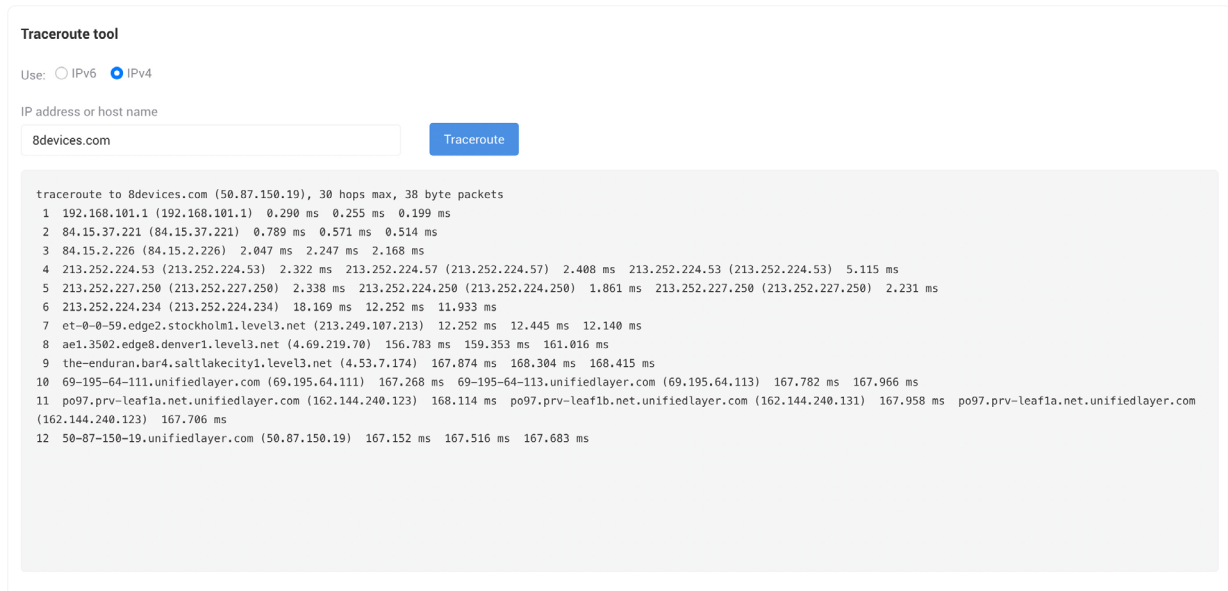 Traceroute tool
Use: IPv6 IPv4
IP address or host name
8devices.com Traceroute
traceroute to 8devices.com (50.87.150.19), 30 hops max, 38 byte packets
1 192.168.101.1 (192.168.101.1) 0.290 ms 0.255 ms 0.199 ms
2 84.15.37.221 (84.15.37.221) 0.789 ms 0.571 ms 0.514 ms
3 84.15.2.226 (84.15.2.226) 2.047 ms 2.247 ms 2.168 ms
4 213.252.224.53 (213.252.224.53) 2.322 ms 213.252.224.57 (213.252.224.57) 2.408 ms 213.252.224.53 (213.252.224.53) 5.115 ms
5 213.252.227.250 (213.252.227.250) 2.338 ms 213.252.224.250 (213.252.224.250) 1.861 ms 213.252.227.250 (213.252.227.250) 2.231 ms
6 213.252.224.234 (213.252.224.234) 18.169 ms 12.252 ms 11.933 ms
7 et-0-0-59.edge2.stockholm1.level3.net (213.249.107.213) 12.252 ms 12.445 ms 12.140 ms
8 ae1.3502.edge8.denver1.level3.net (4.69.219.70) 156.783 ms 159.353 ms 161.016 ms
9 the-enduran.bar4.saltlakecity1.level3.net (4.53.7.174) 167.874 ms 168.304 ms 168.415 ms
10 69-195-64-111.unifiedlayer.com (69.195.64.111) 167.268 ms 69-195-64-113.unifiedlayer.com (69.195.64.113) 167.782 ms 167.966 ms
11 po97.prv-leaf1a.net.unifiedlayer.com (162.144.240.123) 168.114 ms po97.prv-leaf1b.net.unifiedlayer.com (162.144.240.131) 167.958 ms po97.prv-leaf1a.net.unifiedlayer.com
(162.144.240.123) 167.706 ms
12 50-87-150-19.unifiedlayer.com (50.87.150.19) 167.152 ms 167.516 ms 167.683 ms